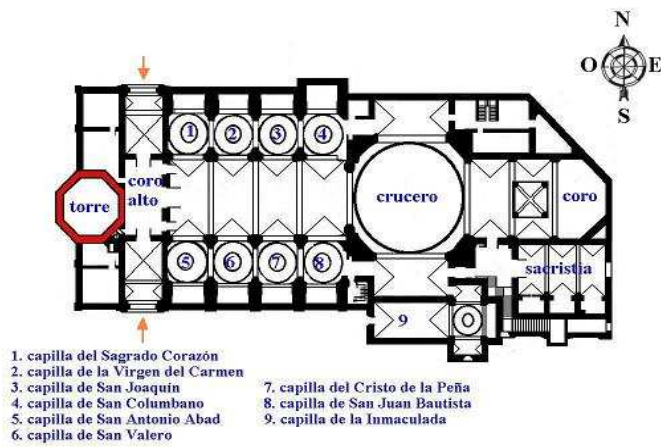 N
O E
S
1 2 3 4
coro
alto
torre
crucero
coro
5 6 7 8
sacristía
9
1. capilla del Sagrado Corazón
2. capilla de la Virgen del Carmen
3. capilla de San Joaquín
4. capilla de San Columbano
5. capilla de San Antonio Abad
6. capilla de San Valero
7. capilla del Cristo de la Peña
8. capilla de San Juan Bautista
9. capilla de la Inmaculada